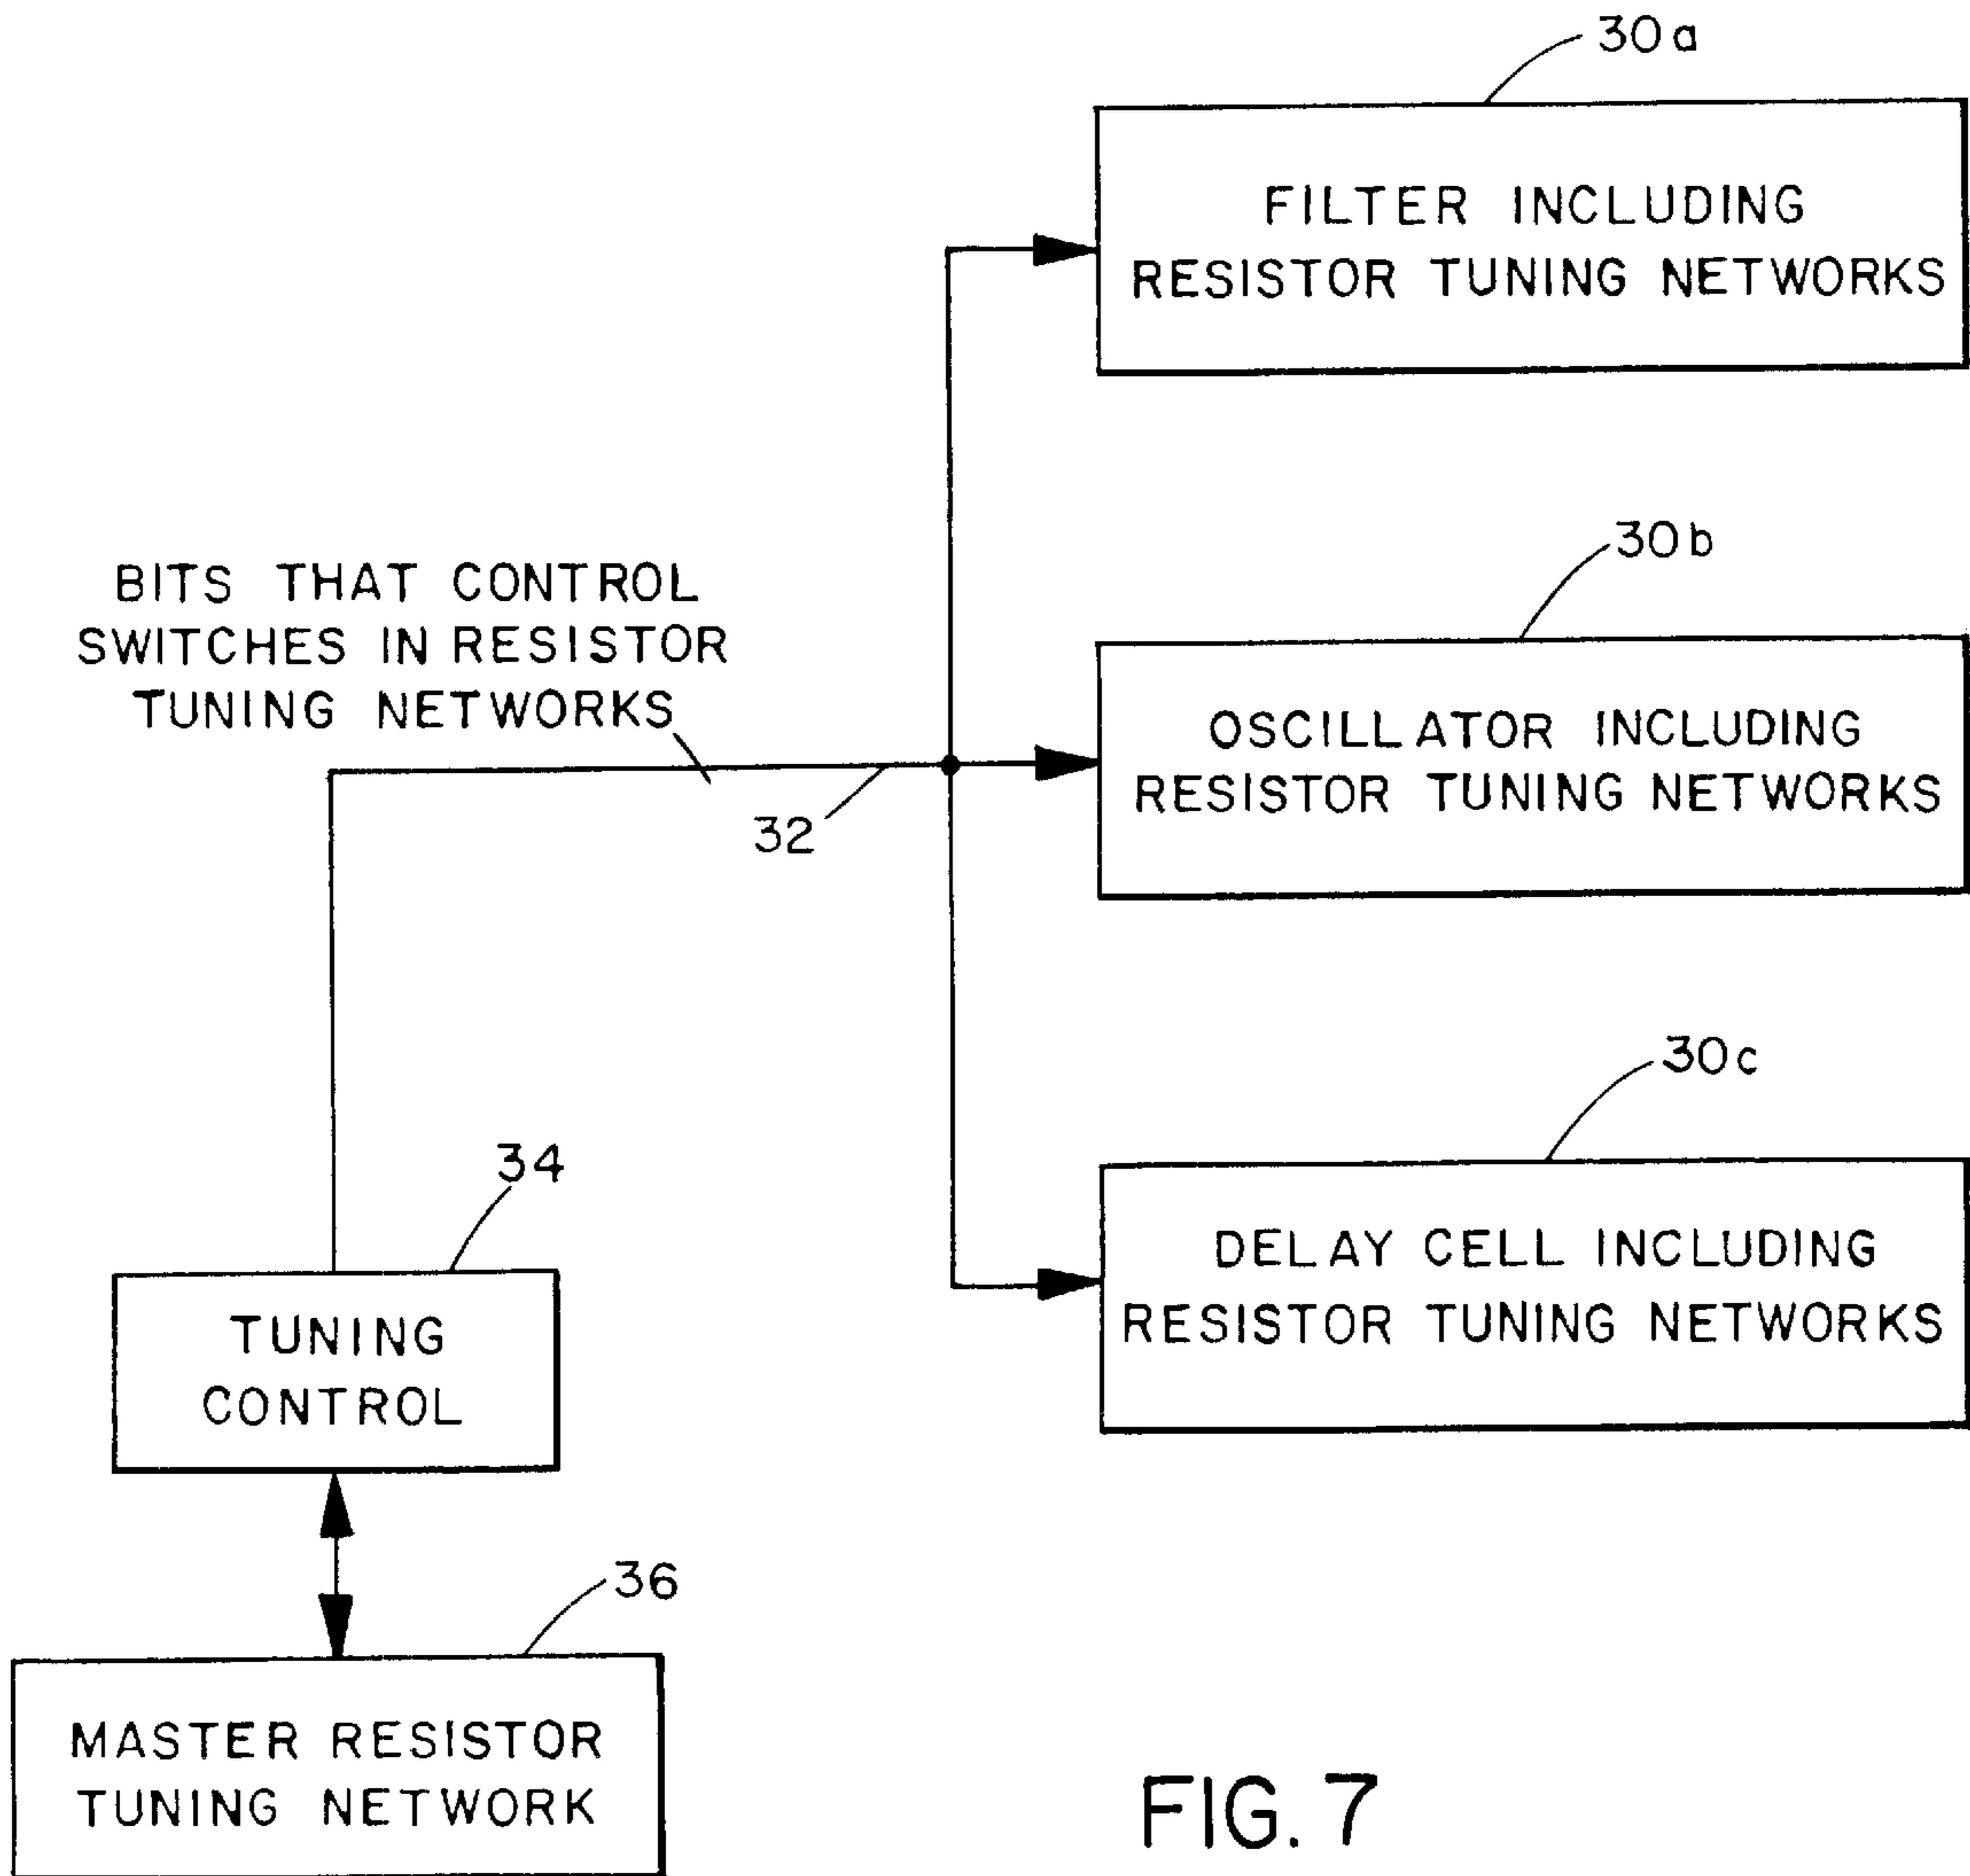 30a
FILTER INCLUDING
RESISTOR TUNING NETWORKS
30b
BITS THAT CONTROL
SWITCHES IN RESISTOR
TUNING NETWORKS
OSCILLATOR INCLUDING
RESISTOR TUNING NETWORKS
32
30c
34
DELAY CELL INCLUDING
RESISTOR TUNING NETWORKS
TUNING
CONTROL
36
MASTER RESISTOR
TUNING NETWORK
FIG. 7